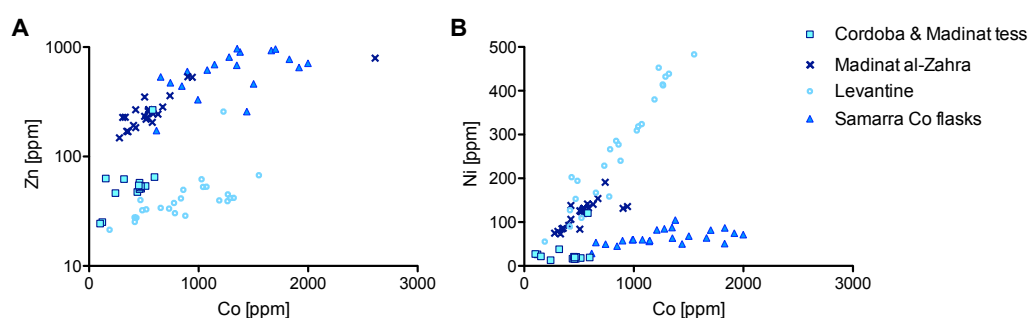 A
Zn [ppm]
1000
100
10
0
1000
2000
3000
Co [ppm]
B
Ni [ppm]
500
400
300
200
100
0
0
1000
2000
3000
Co [ppm]
Cordoba & Madinat tess
Madinat al-Zahra
Levantine
Samarra Co flasks